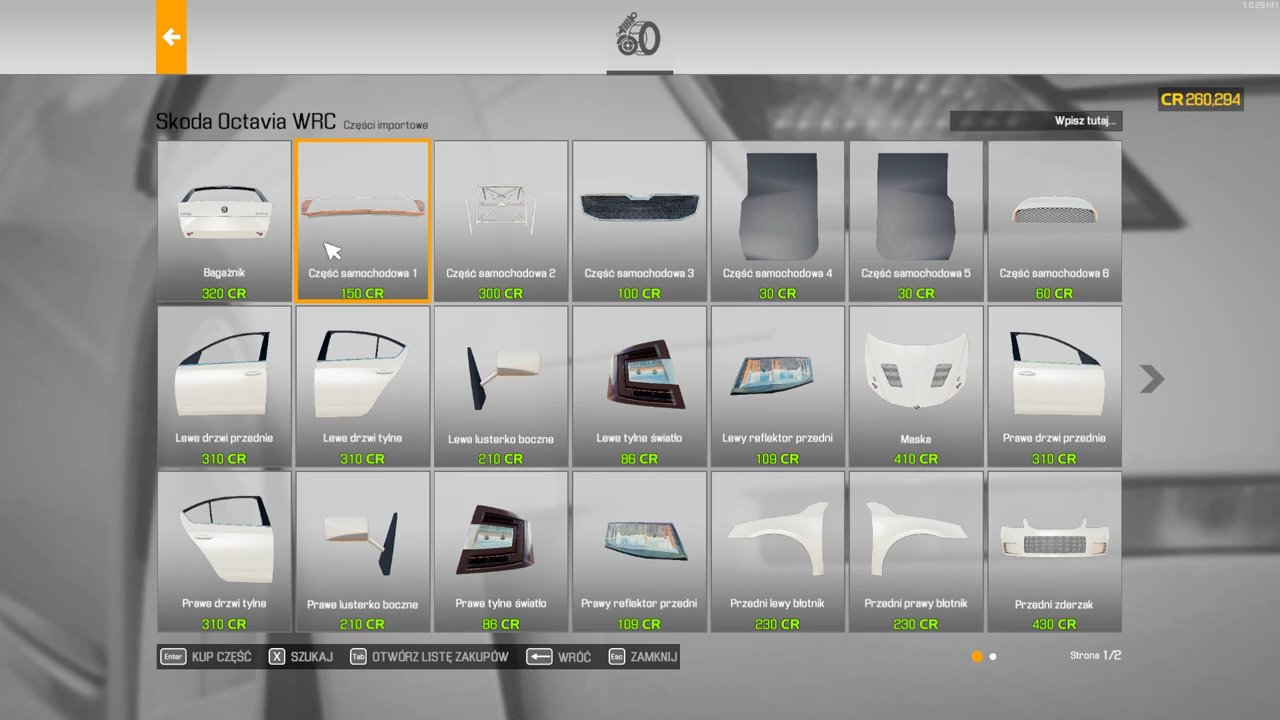 1.0.29.hf1
CR 260,294
Skoda Octavia WRC Części importowe
Wpisz tutaj...
Bagażnik
320 CR
Część samochodowa 1
150 CR
Część samochodowa 2
300 CR
Część samochodowa 3
100 CR
Część samochodowa 4
30 CR
Część samochodowa 5
30 CR
Część samochodowa 6
60 CR
Lewe drzwi przednie
310 CR
Lewe drzwi tylne
310 CR
Lewe lusterko boczne
210 CR
Lewe tylne światło
86 CR
Lewy reflektor przedni
109 CR
Maska
410 CR
Prawe drzwi przednie
310 CR
Prawe drzwi tylne
310 CR
Prawe lusterko boczne
210 CR
Prawe tylne światło
86 CR
Prawy reflektor przedni
109 CR
Przedni lewy błotnik
230 CR
Przedni prawy błotnik
230 CR
Przedni zderzak
430 CR
Enter KUP CZĘŚĆ X SZUKAJ Tab OTWÓRZ LISTĘ ZAKUPÓW WRÓĆ Esc ZAMKNIJ
Strona 1/2